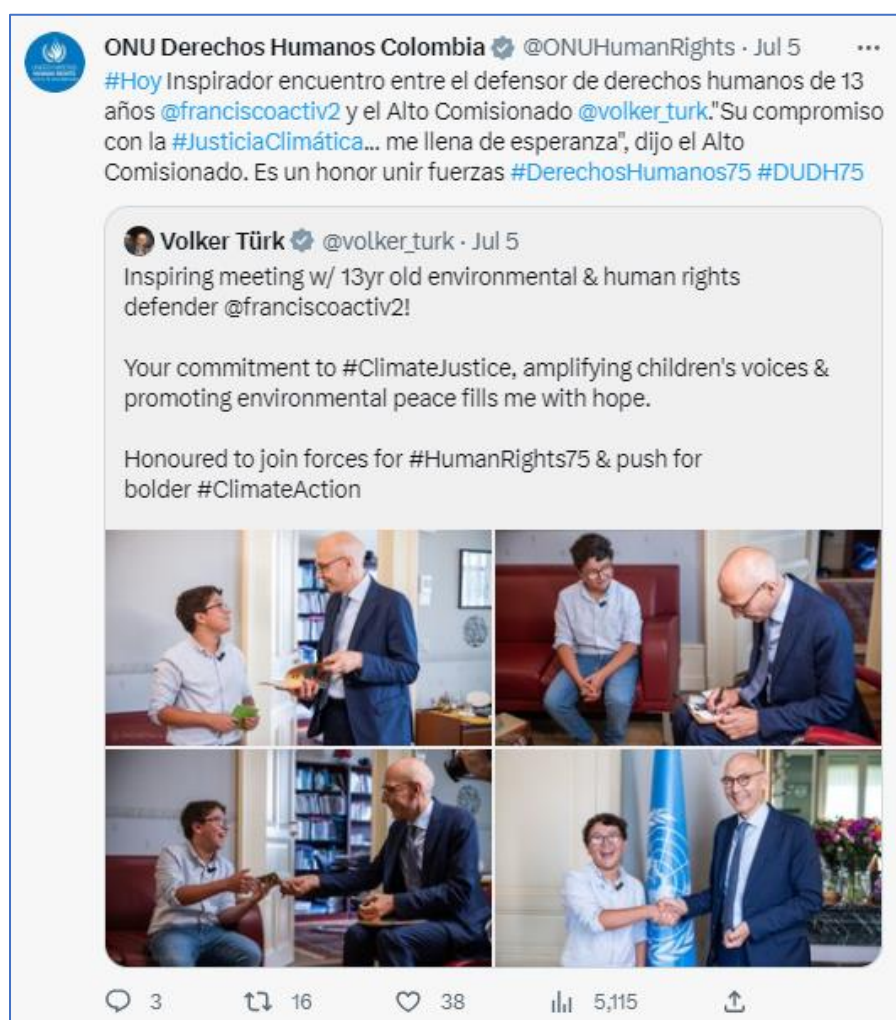 ONU Derechos Humanos Colombia @ONUHumanRights · Jul 5 ...
#Hoy Inspirador encuentro entre el defensor de derechos humanos de 13
años @franciscoactiv2 y el Alto Comisionado @volker_turk."Su compromiso
con la #JusticiaClimática... me llena de esperanza", dijo el Alto
Comisionado. Es un honor unir fuerzas #DerechosHumanos75 #DUDH75
Volker Türk @volker_turk · Jul 5
Inspiring meeting w/ 13yr old environmental & human rights
defender @franciscoactiv2!
Your commitment to #ClimateJustice, amplifying children's voices &
promoting environmental peace fills me with hope.
Honoured to join forces for #HumanRights75 & push for
bolder #ClimateAction
3 16 38 5,115